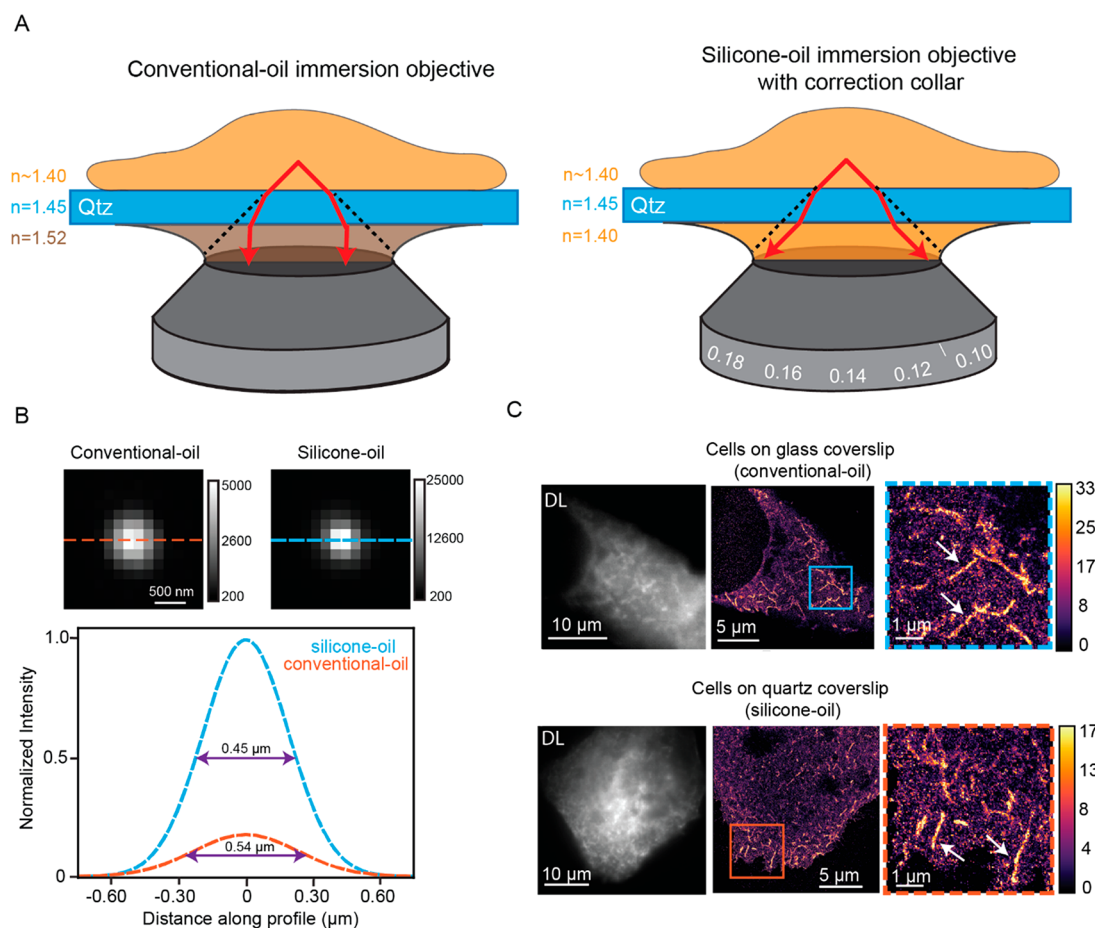 A
Conventional-oil immersion objective
Silicone-oil immersion objective
with correction collar
n~1.40
n=1.45
Qtz
n=1.52
n~1.40
n=1.45
Qtz
n=1.40
0.18
0.16
0.14
0.12
0.10
B
Conventional-oil
Silicone-oil
5000
2600
200
500 nm
25000
12600
200
1.0
0.5
0
Normalized Intensity
silicone-oil
conventional-oil
0.45 µm
0.54 µm
-0.60
-0.30
0
0.30
0.60
Distance along profile (µm)
C
Cells on glass coverslip
(conventional-oil)
DL
10 µm
5 µm
1 µm
33
25
17
8
0
Cells on quartz coverslip
(silicone-oil)
DL
10 µm
5 µm
1 µm
17
13
8
4
0